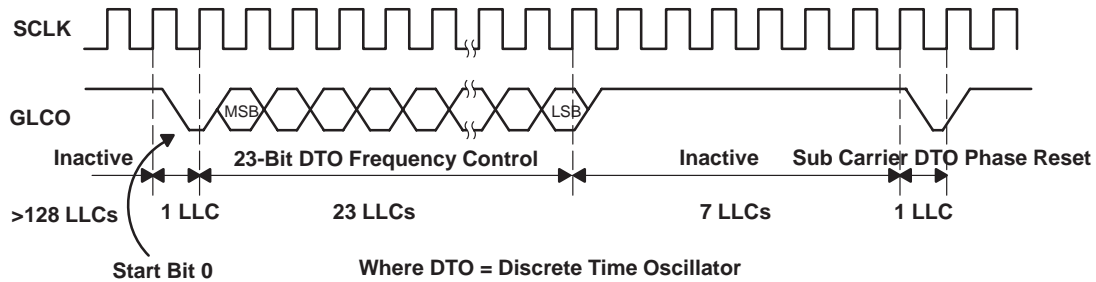 SCLK
GLCO
MSB
LSB
Inactive
23-Bit DTO Frequency Control
Inactive
Sub Carrier DTO Phase Reset
>128 LLCs
1 LLC
23 LLCs
7 LLCs
1 LLC
Start Bit 0
Where DTO = Discrete Time Oscillator